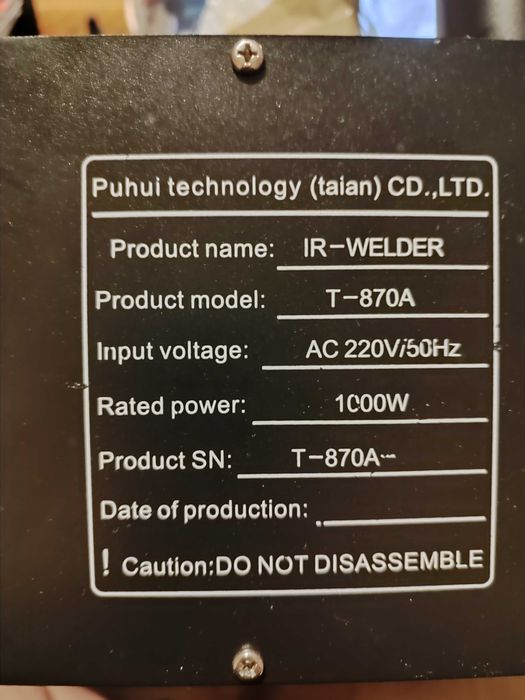 Puhui technology (taian) CD.,LTD.
Product name: IR-WELDER
Product model: T-870A
Input voltage: AC 220V/50Hz
Rated power: 1000W
Product SN: T-870A--
Date of production:
! Caution:DO NOT DISASSEMBLE